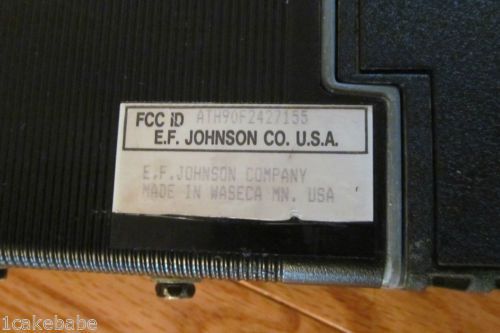 FCC iD ATH90F2427155
E.F. JOHNSON CO. U.S.A.
E.F.JOHNSON COMPANY
MADE IN WASECA MN. USA
© 1cakebabe